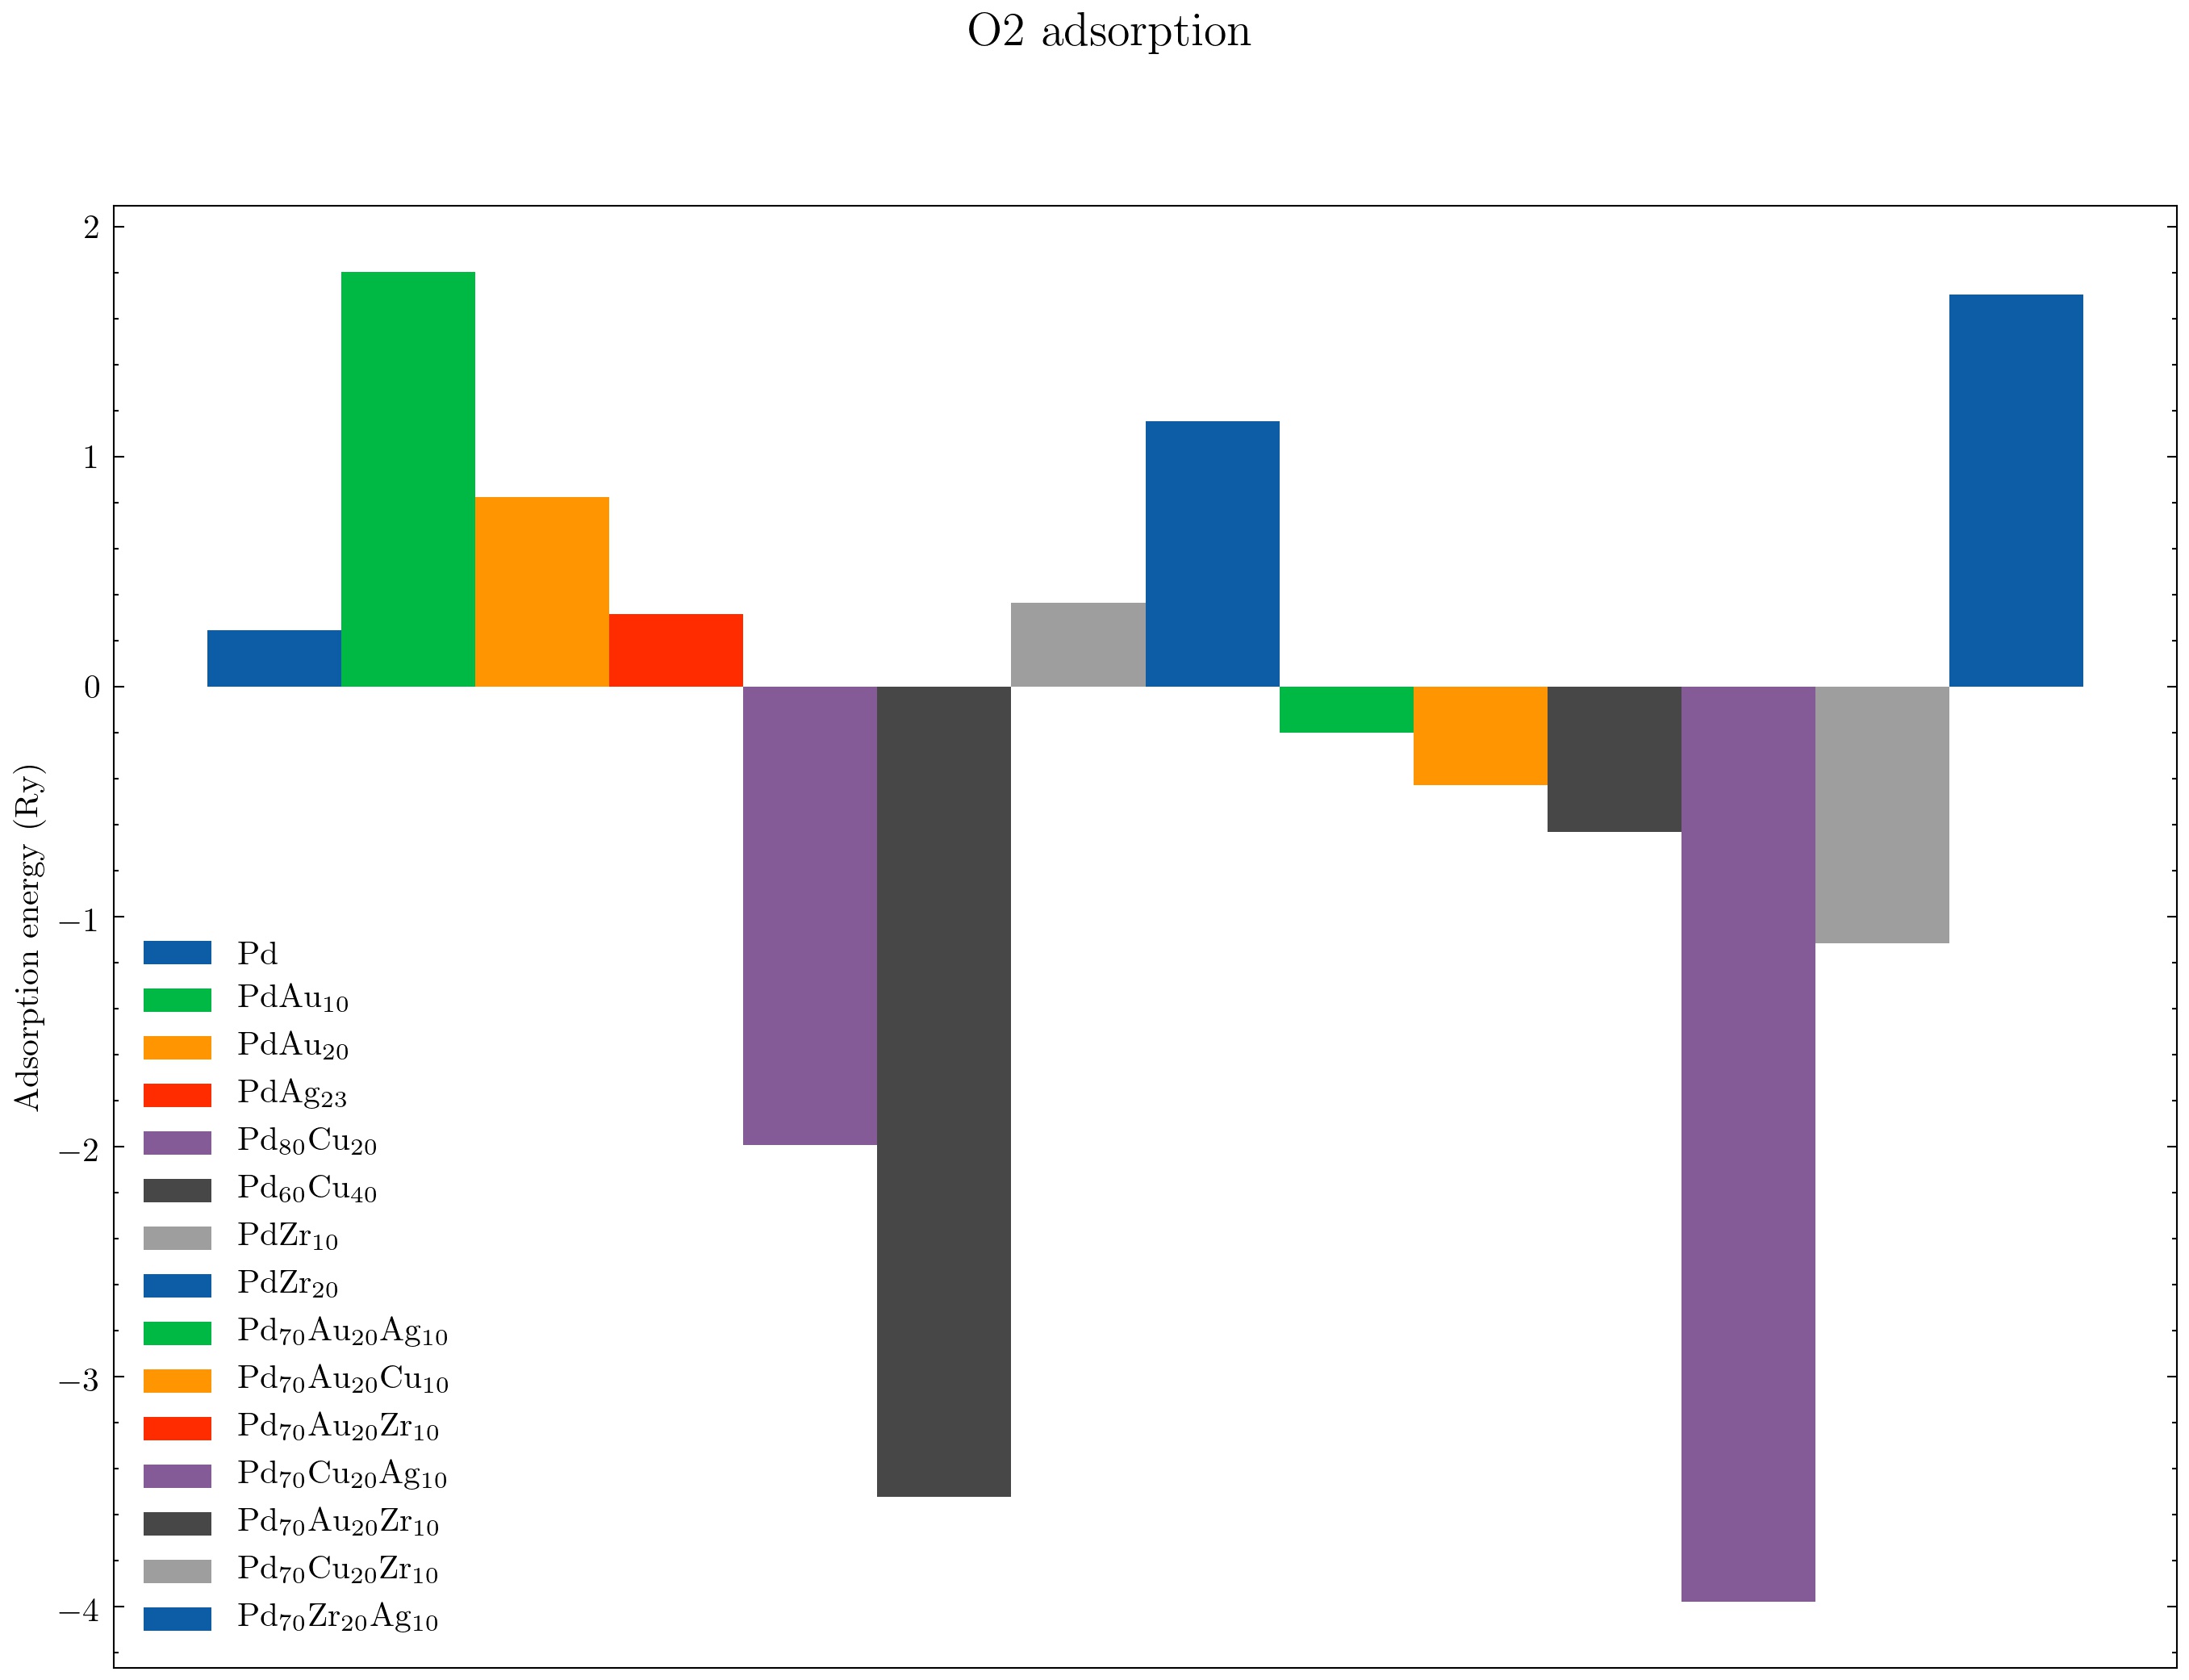 O2 adsorption
2
1
0
−1
−2
−3
−4
Adsorption energy (Ry)
Pd
PdAu₁₀
PdAu₂₀
PdAg₂₃
Pd₈₀Cu₂₀
Pd₆₀Cu₄₀
PdZr₁₀
PdZr₂₀
Pd₇₀Au₂₀Ag₁₀
Pd₇₀Au₂₀Cu₁₀
Pd₇₀Au₂₀Zr₁₀
Pd₇₀Cu₂₀Ag₁₀
Pd₇₀Au₂₀Zr₁₀
Pd₇₀Cu₂₀Zr₁₀
Pd₇₀Zr₂₀Ag₁₀